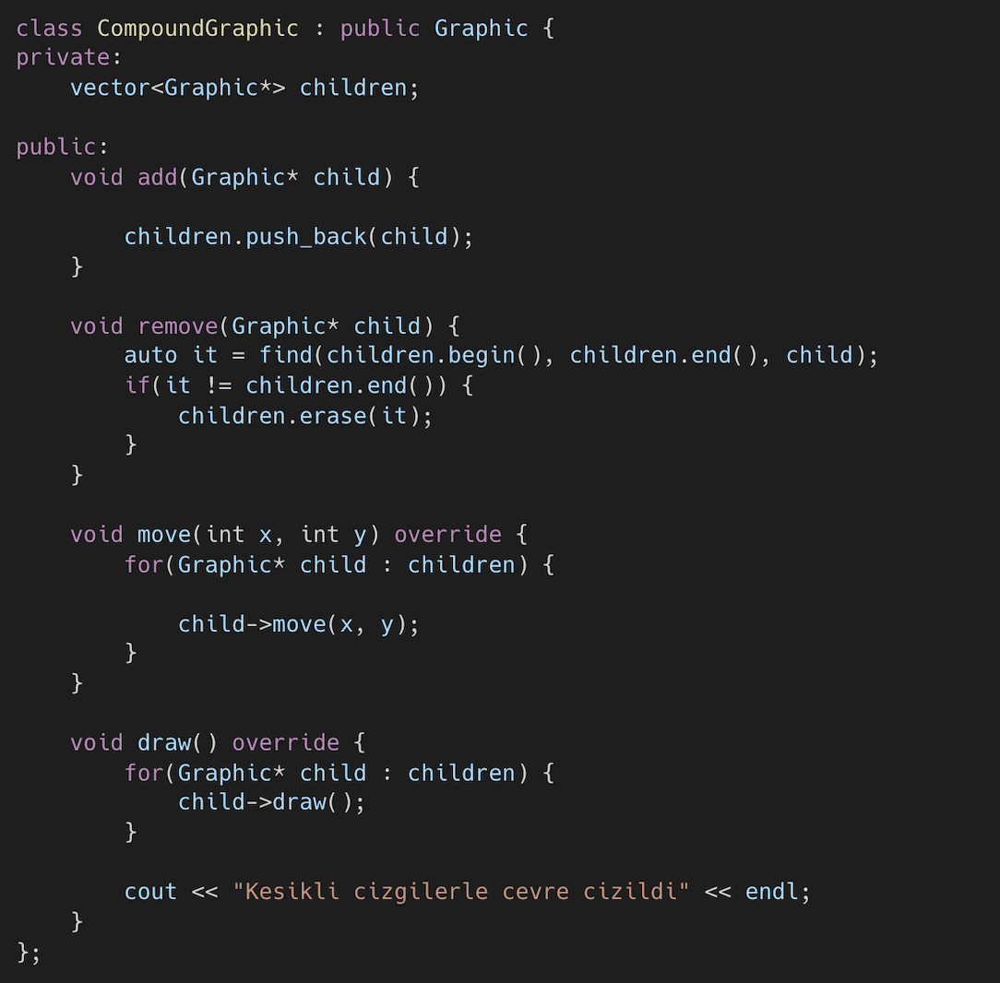 class CompoundGraphic : public Graphic {
private:
    vector<Graphic*> children;

public:
    void add(Graphic* child) {

        children.push_back(child);
    }

    void remove(Graphic* child) {
        auto it = find(children.begin(), children.end(), child);
        if(it != children.end()) {
            children.erase(it);
        }
    }

    void move(int x, int y) override {
        for(Graphic* child : children) {

            child->move(x, y);
        }
    }

    void draw() override {
        for(Graphic* child : children) {
            child->draw();
        }

        cout << "Kesikli cizgilerle cevre cizildi" << endl;
    }
};